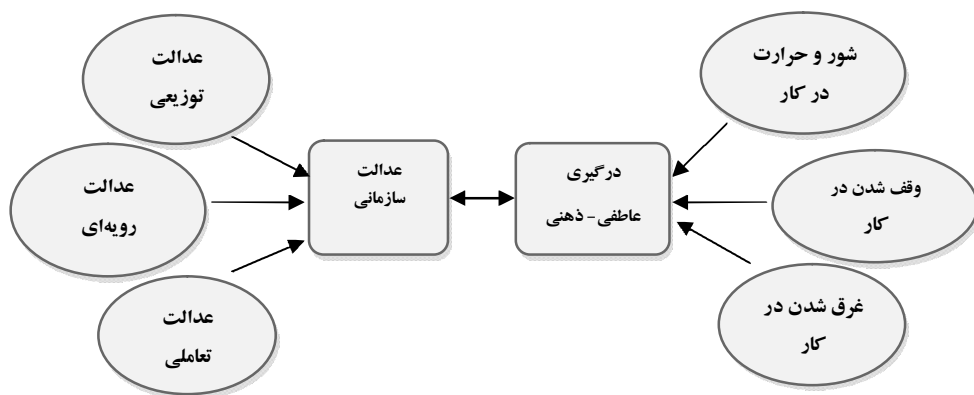 شور و حرارت
در کار
وقف شدن در
کار
غرق شدن در
کار
درگیری
عاطفی- ذهنی
عدالت
سازمانی
عدالت
توزیعی
عدالت
رویه‌ای
عدالت
تعاملی